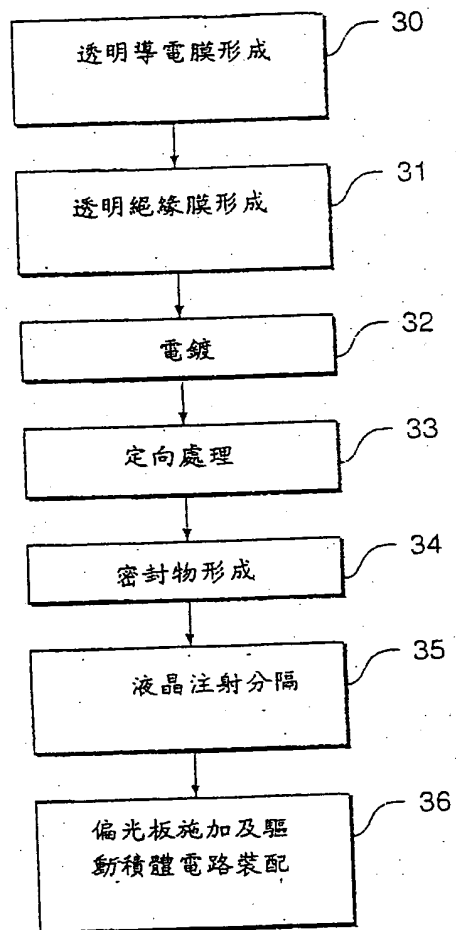 透明導電膜形成
30
透明絕緣膜形成
31
電鍍
32
定向處理
33
密封物形成
34
液晶注射分隔
35
偏光板施加及驅
動積體電路裝配
36